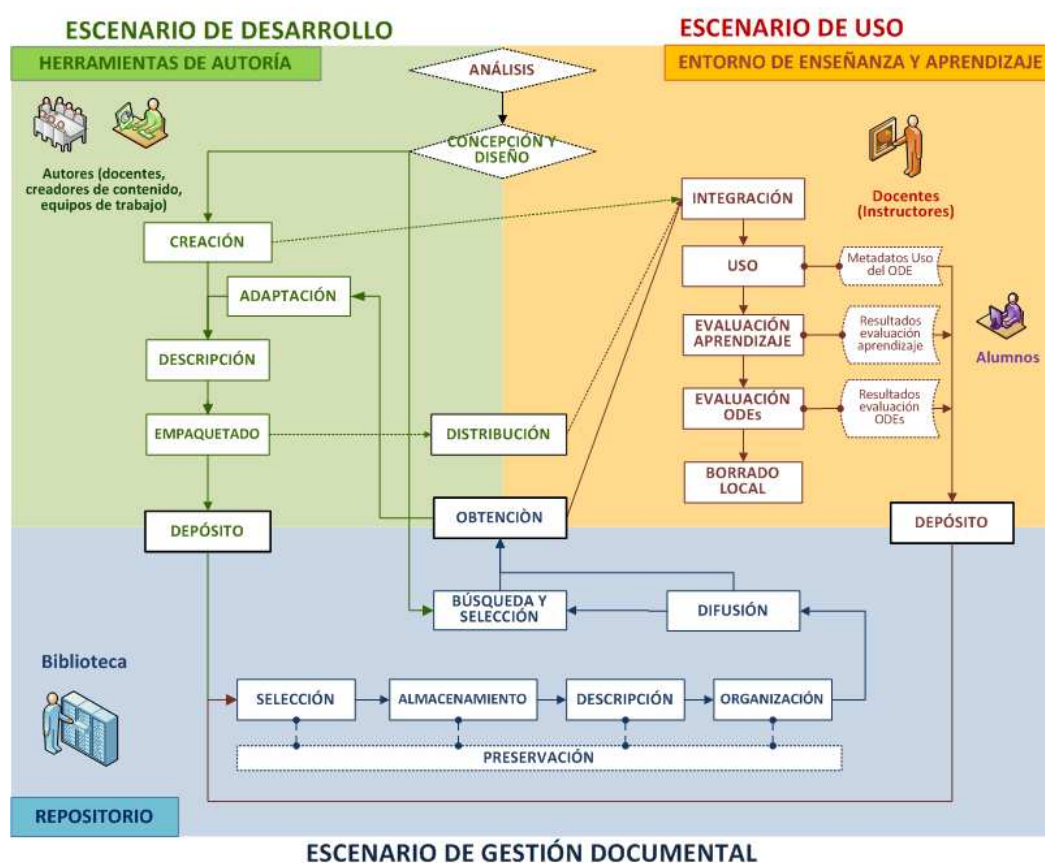 ESCENARIO DE DESARROLLO
ESCENARIO DE USO
HERRAMIENTAS DE AUTORÍA
ENTORNO DE ENSEÑANZA Y APRENDIZAJE
ANÁLISIS
CONCEPCIÓN Y
DISEÑO
Autores (docentes,
creadores de contenido,
equipos de trabajo)
Docentes
(Instructores)
INTEGRACIÓN
CREACIÓN
USO
Metadatos Uso
del ODE
ADAPTACIÓN
EVALUACIÓN
APRENDIZAJE
Resultados
evaluación
aprendizaje
Alumnos
DESCRIPCIÓN
EVALUACIÓN
ODEs
Resultados
evaluación
ODEs
EMPAQUETADO
DISTRIBUCIÓN
BORRADO
LOCAL
DEPÓSITO
OBTENCIÒN
DEPÓSITO
BÚSQUEDA Y
SELECCIÓN
DIFUSIÓN
Biblioteca
SELECCIÓN
ALMACENAMIENTO
DESCRIPCIÓN
ORGANIZACIÓN
PRESERVACIÓN
REPOSITORIO
ESCENARIO DE GESTIÓN DOCUMENTAL